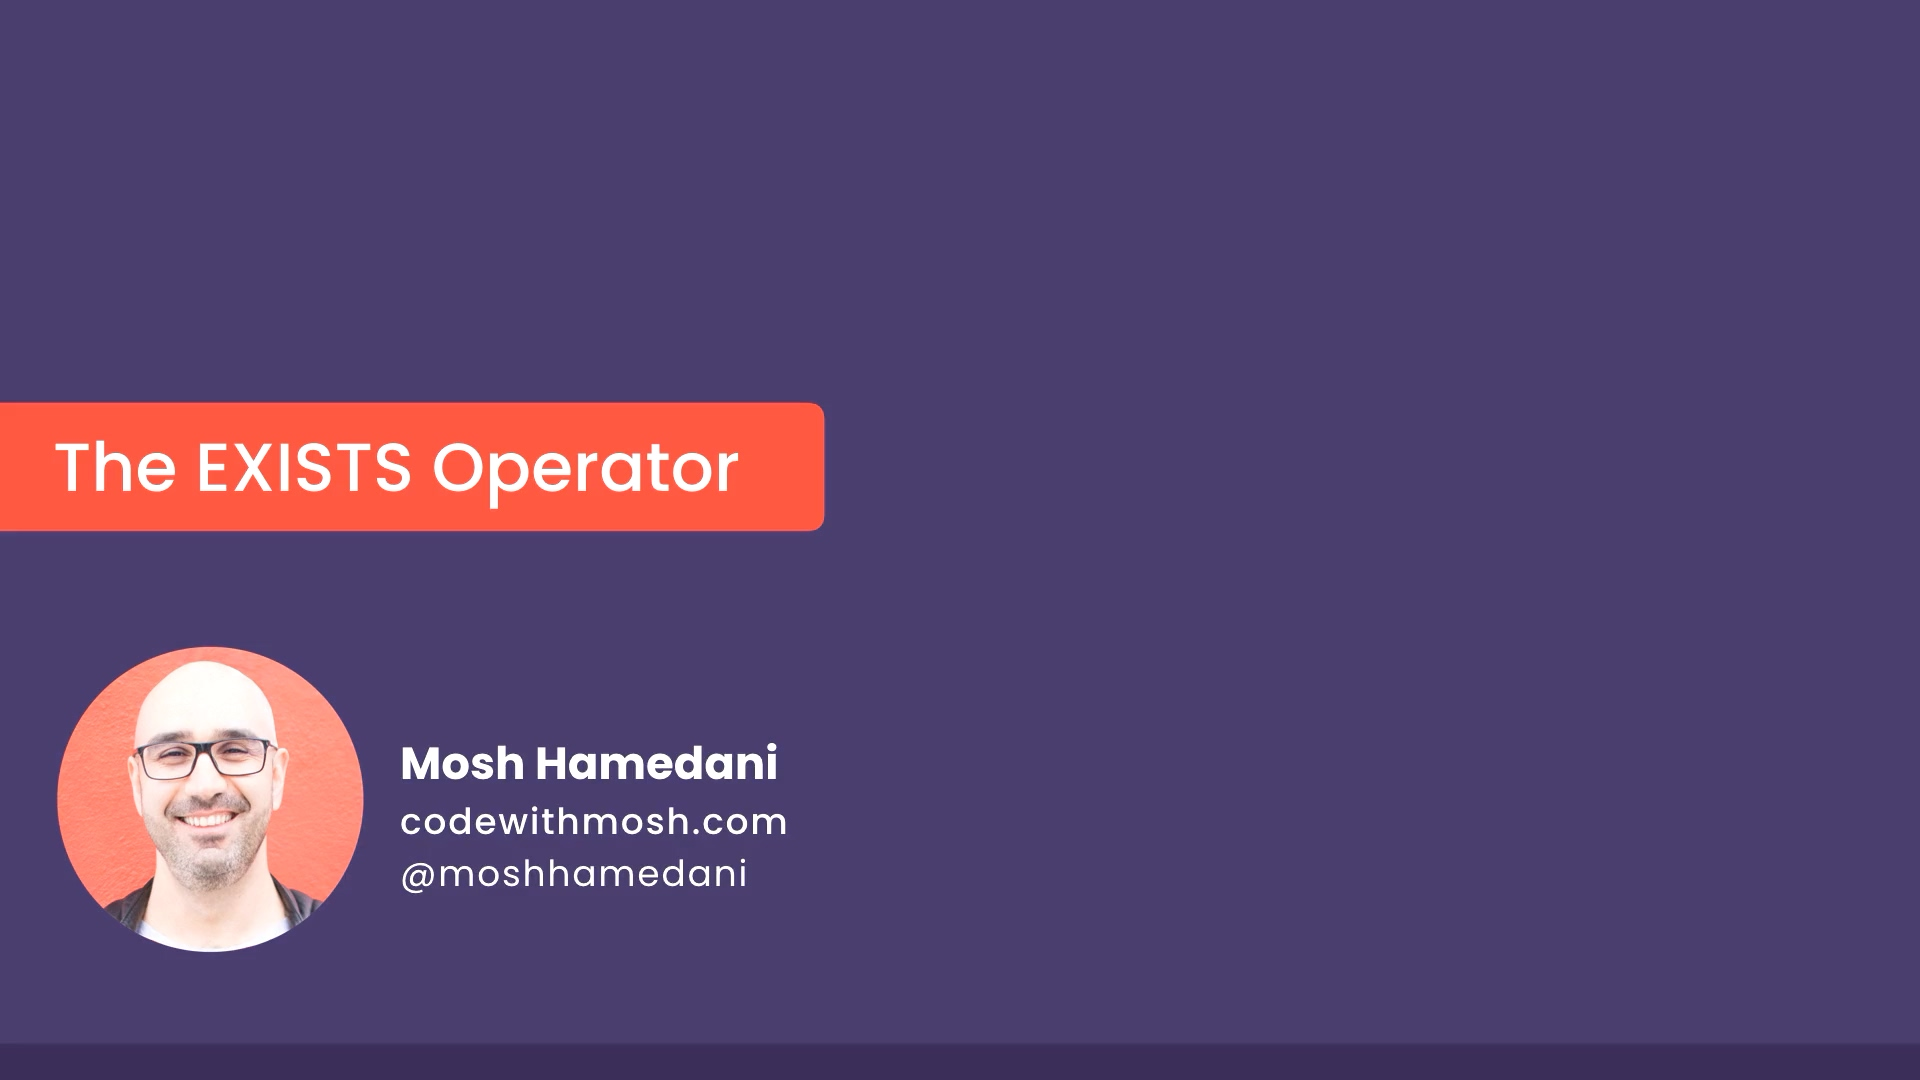 The EXISTS Operator
Mosh Hamedani
codewithmosh.com
@moshhamedani